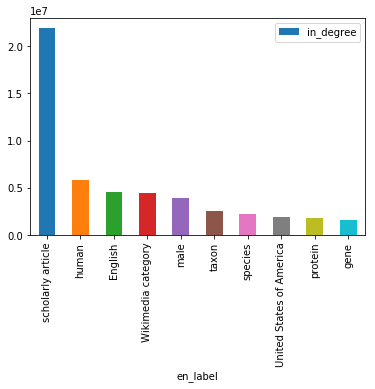 1e7
in_degree
2.0
1.5
1.0
0.5
0.0
scholarly article
human
English
Wikimedia category
male
taxon
species
United States of America
protein
gene
en_label